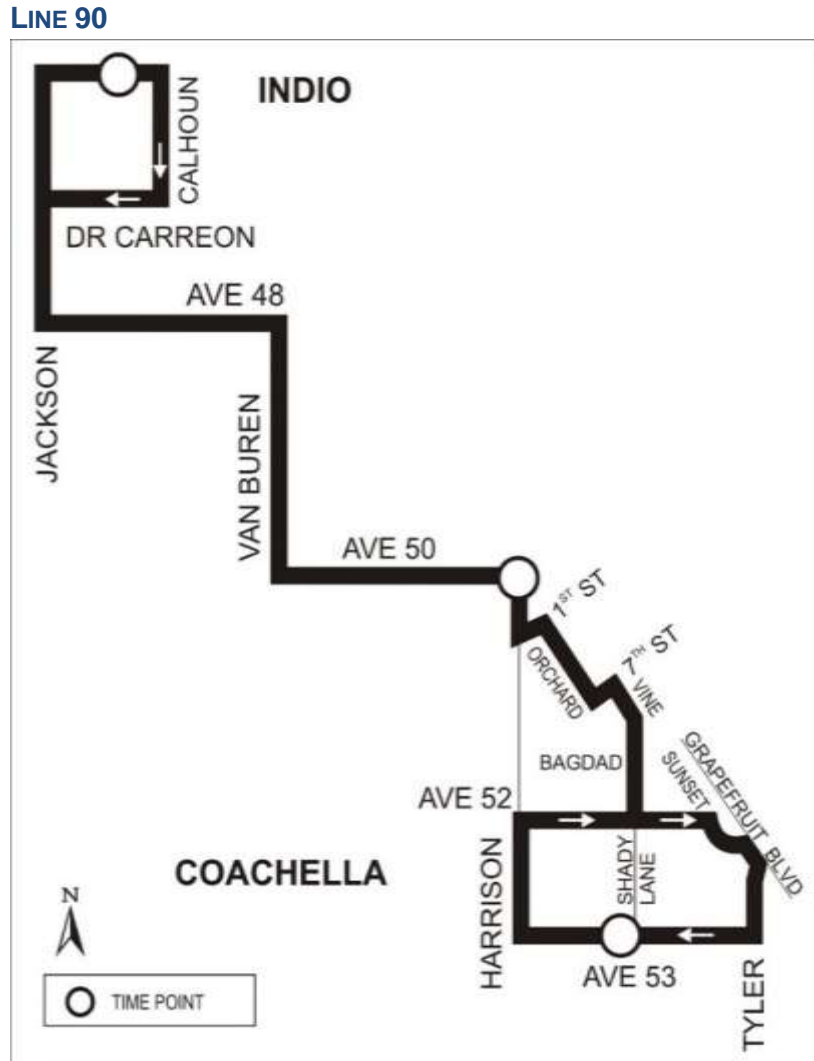 LINE 90
INDIO
CALHOUN
DR CARREON
AVE 48
JACKSON
VAN BUREN
AVE 50
1ST ST
ORCHARD
7TH ST
VINE
BAGDAD
SUNSET
GRAPEFRUIT BLVD
AVE 52
COACHELLA
HARRISON
SHADY
LANE
N
AVE 53
TYLER
TIME POINT